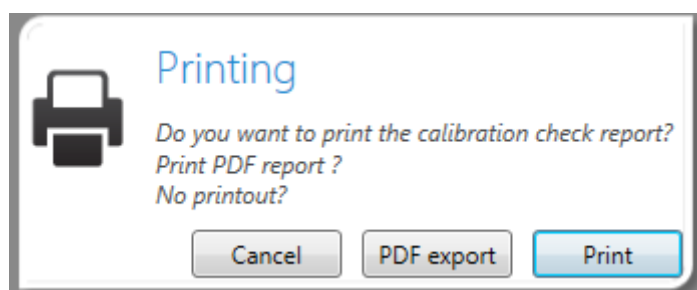 Printing
Do you want to print the calibration check report?
Print PDF report ?
No printout?
Cancel PDF export Print